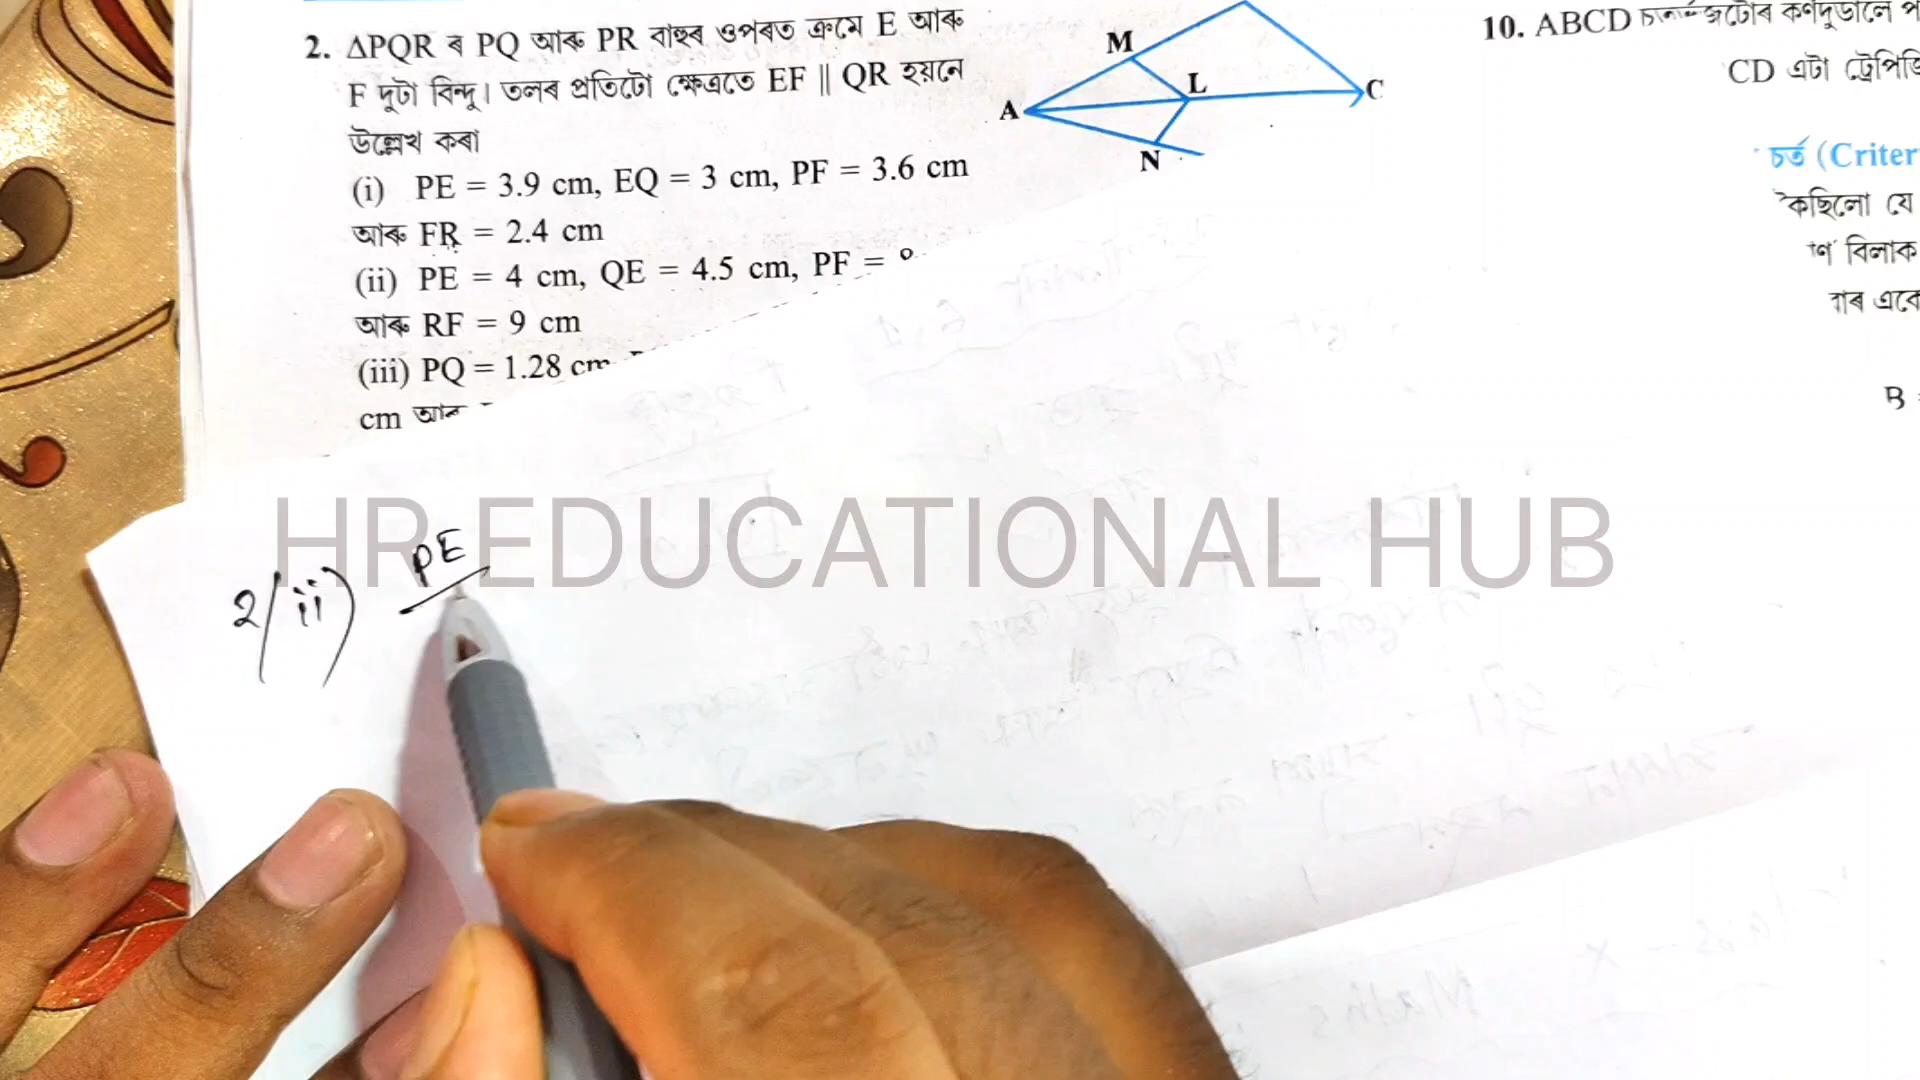 2. ΔPQR ৰ PQ আৰু PR বাহুৰ ওপৰত ক্ৰমে E আৰু
F দুটা বিন্দু। তলৰ প্ৰতিটো ক্ষেত্ৰতে EF || QR হয়নে
উল্লেখ কৰা
(i) PE = 3.9 cm, EQ = 3 cm, PF = 3.6 cm
আৰু FR = 2.4 cm
(ii) PE = 4 cm, QE = 4.5 cm, PF =
আৰু RF = 9 cm
(iii) PQ = 1.28 cm
cm
M
L
C
A
N
10. ABCD কৰ্ণদুডালে
CD এটা
চৰ্ত (Criter
কৈছিলো যে
বিলাক
HR EDUCATIONAL HUB
2/ii) PE